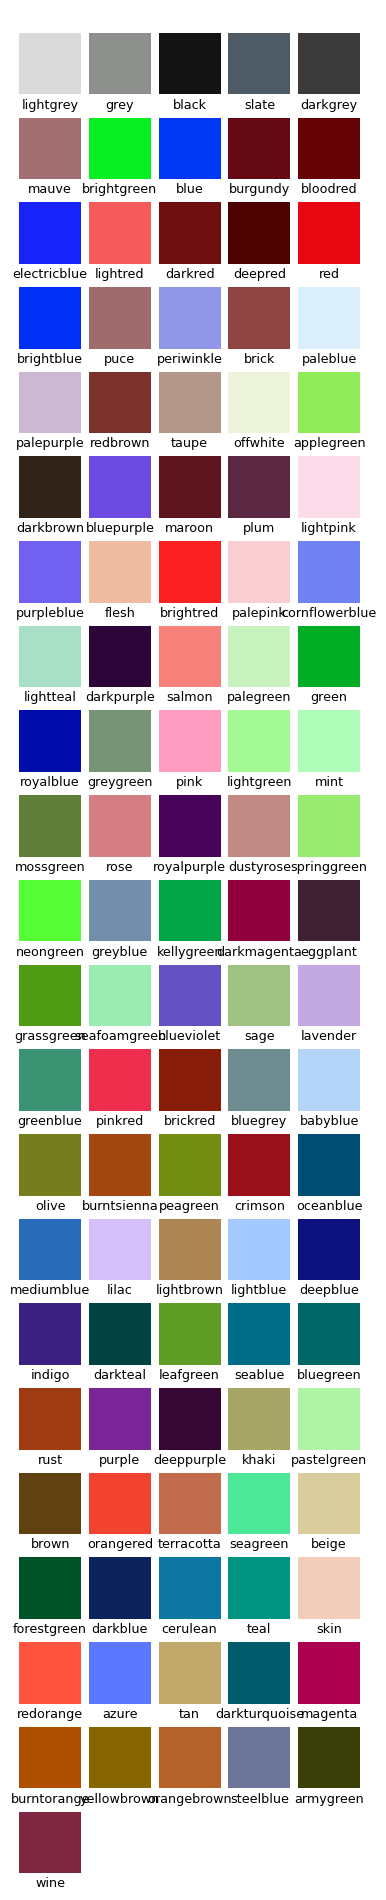 lightgrey grey black slate darkgrey
mauve brightgreen blue burgundy bloodred
electricblue lightred darkred deepred red
brightblue puce periwinkle brick paleblue
palepurple redbrown taupe offwhite applegreen
darkbrown bluepurple maroon plum lightpink
purpleblue flesh brightred palepink cornflowerblue
lightteal darkpurple salmon palegreen green
royalblue greygreen pink lightgreen mint
mossgreen rose royalpurple dustyrose springgreen
neongreen greyblue kellygreen darkmagenta eggplant
grassgreen seafoamgreen blueviolet sage lavender
greenblue pinkred brickred bluegrey babyblue
olive burntsienna peagreen crimson oceanblue
mediumblue lilac lightbrown lightblue deepblue
indigo darkteal leafgreen seablue bluegreen
rust purple deeppurple khaki pastelgreen
brown orangered terracotta seagreen beige
forestgreen darkblue cerulean teal skin
redorange azure tan darkturquoise magenta
burntorange yellowbrown orangebrown steelblue armygreen
wine